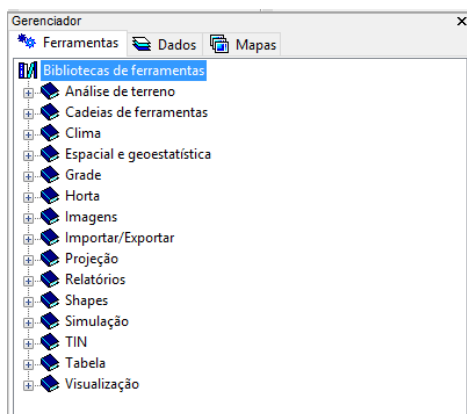 Gerenciador
Ferramentas Dados Mapas
Bibliotecas de ferramentas
Análise de terreno
Cadeias de ferramentas
Clima
Espacial e geoestatística
Grade
Horta
Imagens
Importar/Exportar
Projeção
Relatórios
Shapes
Simulação
TIN
Tabela
Visualização